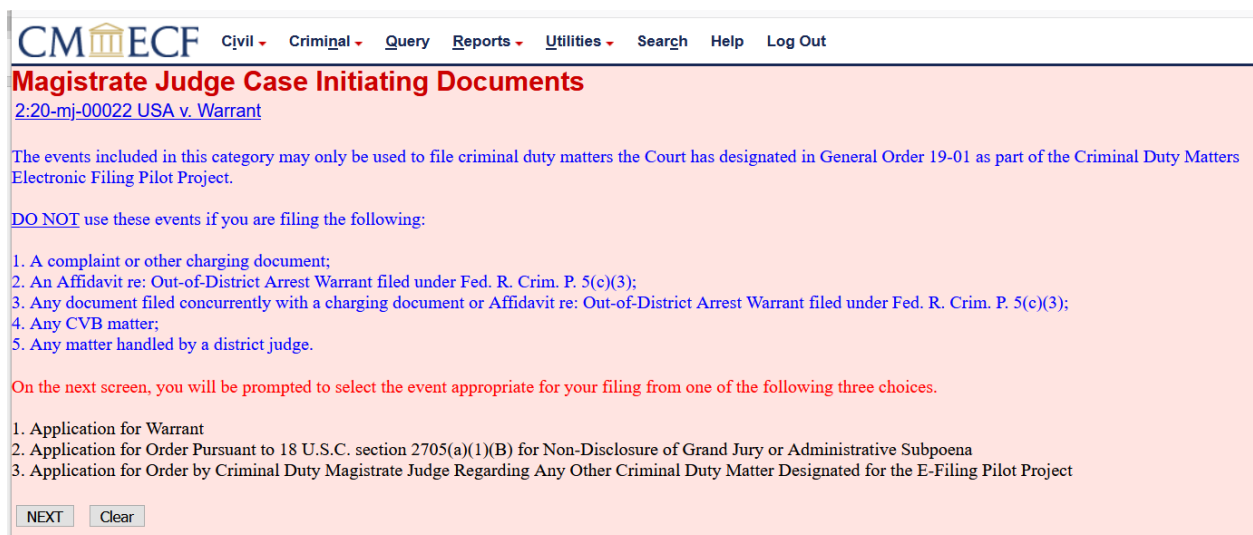 CM ECF Civil Criminal Query Reports Utilities Search Help Log Out
Magistrate Judge Case Initiating Documents
2:20-mj-00022 USA v. Warrant
The events included in this category may only be used to file criminal duty matters the Court has designated in General Order 19-01 as part of the Criminal Duty Matters
Electronic Filing Pilot Project.
DO NOT use these events if you are filing the following:
1. A complaint or other charging document;
2. An Affidavit re: Out-of-District Arrest Warrant filed under Fed. R. Crim. P. 5(c)(3);
3. Any document filed concurrently with a charging document or Affidavit re: Out-of-District Arrest Warrant filed under Fed. R. Crim. P. 5(c)(3);
4. Any CVB matter;
5. Any matter handled by a district judge.
On the next screen, you will be prompted to select the event appropriate for your filing from one of the following three choices.
1. Application for Warrant
2. Application for Order Pursuant to 18 U.S.C. section 2705(a)(1)(B) for Non-Disclosure of Grand Jury or Administrative Subpoena
3. Application for Order by Criminal Duty Magistrate Judge Regarding Any Other Criminal Duty Matter Designated for the E-Filing Pilot Project
NEXT Clear